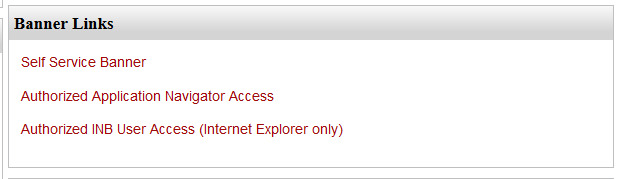 Banner Links
Self Service Banner
Authorized Application Navigator Access
Authorized INB User Access (Internet Explorer only)